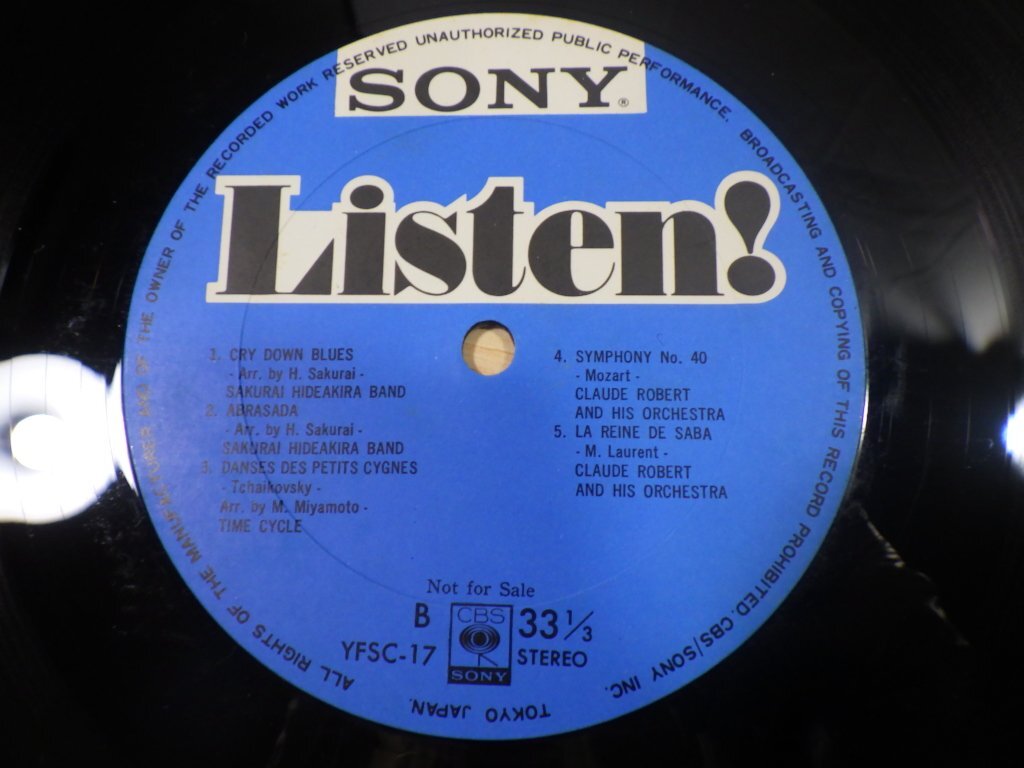 ALL RIGHTS OF THE MANUFACTURER AND OF THE OWNER OF THE RECORDED WORK RESERVED UNAUTHORIZED PUBLIC PERFORMANCE. BROADCASTING AND COPYING OF THIS RECORD PROHIBITED. CBS/SONY INC.
TOKYO JAPAN.
SONY®
Listen!
1. CRY DOWN BLUES
- Arr. by H. Sakurai -
SAKURAI HIDEAKIRA BAND
2. ABRASADA
- Arr. by H. Sakurai -
SAKURAI HIDEAKIRA BAND
3. DANSES DES PETITS CYGNES
- Tchaikovsky -
Arr. by M. Miyamoto -
TIME CYCLE
4. SYMPHONY No. 40
- Mozart -
CLAUDE ROBERT
AND HIS ORCHESTRA
5. LA REINE DE SABA
- M. Laurent -
CLAUDE ROBERT
AND HIS ORCHESTRA
Not for Sale
B
YFSC-17
CBS
SONY
33 1/3
STEREO